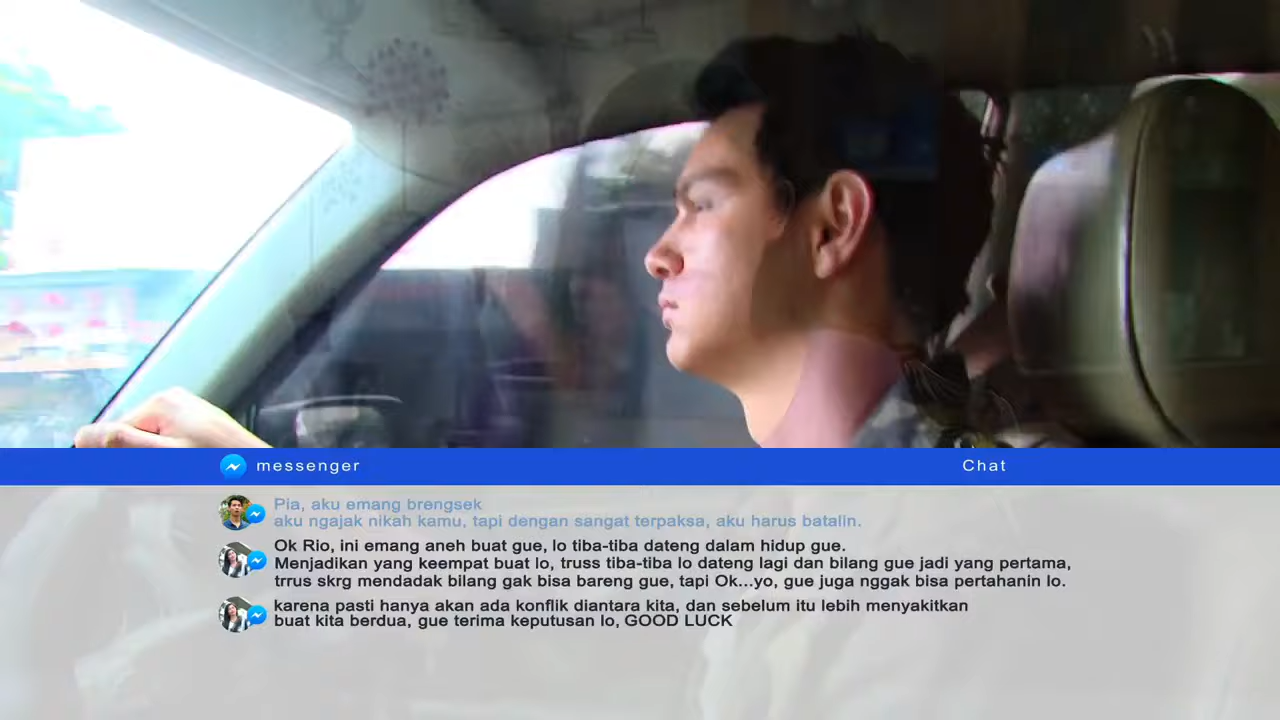 messenger
Chat
Pia, aku emang brengsek
aku ngajak nikah kamu, tapi dengan sangat terpaksa, aku harus batalin.
Ok Rio, ini emang aneh buat gue, lo tiba-tiba dateng dalam hidup gue.
Menjadikan yang keempat buat lo, truss tiba-tiba lo dateng lagi dan bilang gue jadi yang pertama,
trrus skrg mendadak bilang gak bisa bareng gue, tapi Ok...yo, gue juga nggak bisa pertahanin lo.
karena pasti hanya akan ada konflik diantara kita, dan sebelum itu lebih menyakitkan
buat kita berdua, gue terima keputusan lo, GOOD LUCK